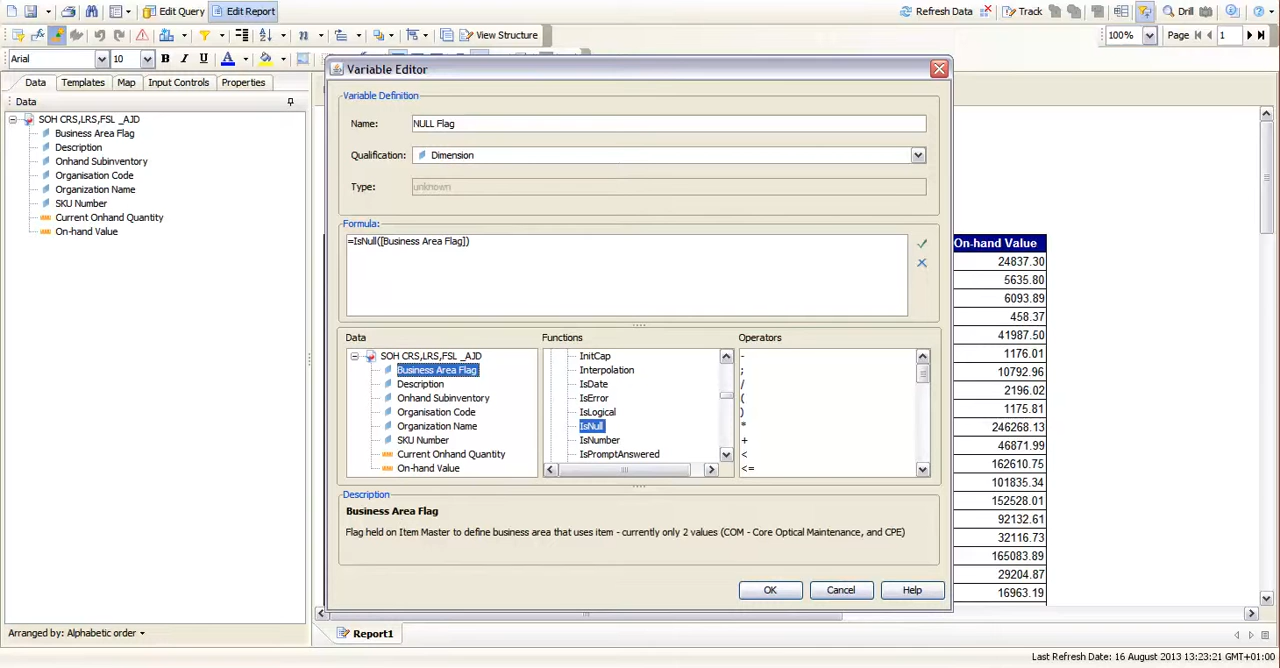 Edit Query Edit Report Refresh Data Track Drill
View Structure 100% Page 1
Arial 10 B I U A
Data Templates Map Input Controls Properties
Data
SOH CRS,LRS,FSL _AJD
Business Area Flag
Description
Onhand Subinventory
Organisation Code
Organization Name
SKU Number
Current Onhand Quantity
On-hand Value
Arranged by: Alphabetic order
Variable Editor
Variable Definition
Name: NULL Flag
Qualification: Dimension
Type: unknown
Formula:
=IsNull([Business Area Flag])
Data
SOH CRS,LRS,FSL _AJD
Business Area Flag
Description
Onhand Subinventory
Organisation Code
Organization Name
SKU Number
Current Onhand Quantity
On-hand Value
Functions
InitCap
Interpolation
IsDate
IsError
IsLogical
IsNull
IsNumber
IsPromptAnswered
Operators
-
;
/
(
)
*
+
<
<=
Description
Business Area Flag
Flag held on Item Master to define business area that uses item - currently only 2 values (COM - Core Optical Maintenance, and CPE)
OK Cancel Help
On-hand Value
24837.30
5635.80
6093.89
458.37
41987.50
1176.01
10792.96
2196.02
1175.81
246268.13
46871.99
162610.75
101835.34
152528.01
92132.61
32116.73
165083.89
29204.87
16963.19
Report1
Last Refresh Date: 16 August 2013 13:23:21 GMT+01:00